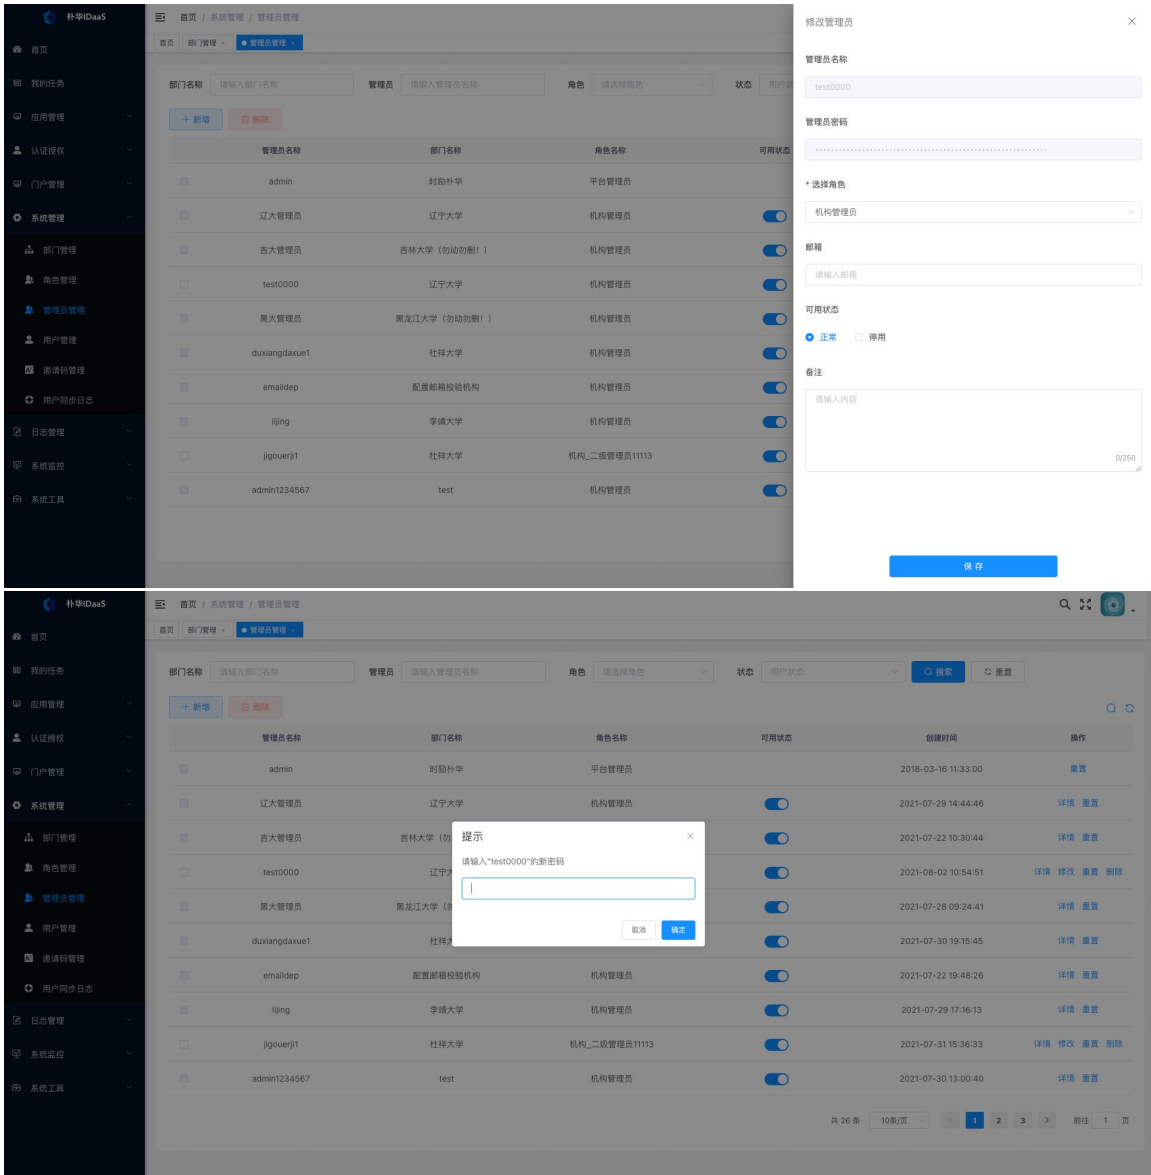 朴华IDaaS
首页 / 系统管理 / 管理员管理
首页 部门管理 × 管理员管理 ×
首页
我的任务
应用管理
认证授权
门户管理
系统管理
部门管理
角色管理
管理员管理
用户管理
邀请码管理
用户同步日志
日志管理
系统监控
系统工具
部门名称 请输入部门名称 管理员 请输入管理员名称 角色 请选择角色 状态 用户状
+ 新增 删除
管理员名称 部门名称 角色名称 可用状态
admin 时励朴华 平台管理员
辽大管理员 辽宁大学 机构管理员
吉大管理员 吉林大学（勿动勿删！） 机构管理员
test0000 辽宁大学 机构管理员
黑大管理员 黑龙江大学（勿动勿删！） 机构管理员
duxiangdaxue1 杜祥大学 机构管理员
emaildep 配置邮箱校验机构 机构管理员
lijing 李靖大学 机构管理员
jigouerji1 杜祥大学 机构_二级管理员11113
admin1234567 test 机构管理员
修改管理员 ×
管理员名称
test0000
管理员密码
* 选择角色
机构管理员
邮箱
请输入邮箱
可用状态
正常 停用
备注
请输入内容
0/250
保 存
朴华IDaaS
首页 / 系统管理 / 管理员管理
首页 部门管理 × 管理员管理 ×
首页
我的任务
应用管理
认证授权
门户管理
系统管理
部门管理
角色管理
管理员管理
用户管理
邀请码管理
用户同步日志
日志管理
系统监控
系统工具
部门名称 请输入部门名称 管理员 请输入管理员名称 角色 请选择角色 状态 用户状态 搜索 重置
+ 新增 删除
管理员名称 部门名称 角色名称 可用状态 创建时间 操作
admin 时励朴华 平台管理员 2018-03-16 11:33:00 重置
辽大管理员 辽宁大学 机构管理员 2021-07-29 14:44:46 详情 重置
吉大管理员 吉林大学（勿 2021-07-22 10:30:44 详情 重置
test0000 辽宁大 2021-08-02 10:54:51 详情 修改 重置 删除
黑大管理员 黑龙江大学（勿 2021-07-28 09:24:41 详情 重置
duxiangdaxue1 杜祥大 2021-07-30 19:15:45 详情 重置
emaildep 配置邮箱校验机构 机构管理员 2021-07-22 19:48:26 详情 重置
lijing 李靖大学 机构管理员 2021-07-29 17:16:13 详情 重置
jigouerji1 杜祥大学 机构_二级管理员11113 2021-07-31 15:36:33 详情 修改 重置 删除
admin1234567 test 机构管理员 2021-07-30 13:00:40 详情 重置
提示 ×
请输入"test0000"的新密码
取消 确定
共 26 条 10条/页 < 1 2 3 > 前往 1 页